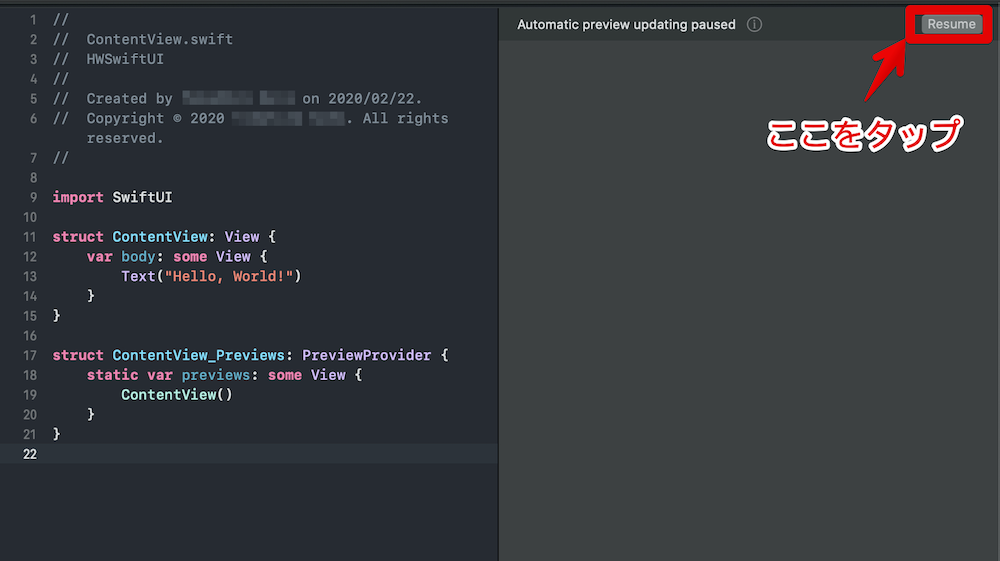 1 //
2 // ContentView.swift
3 // HWSwiftUI
4 //
5 // Created by on 2020/02/22.
6 // Copyright © 2020 . All rights
reserved.
7 //
8
9 import SwiftUI
10
11 struct ContentView: View {
12 var body: some View {
13 Text("Hello, World!")
14 }
15 }
16
17 struct ContentView_Previews: PreviewProvider {
18 static var previews: some View {
19 ContentView()
20 }
21 }
22
Automatic preview updating paused
Resume
ここをタップ